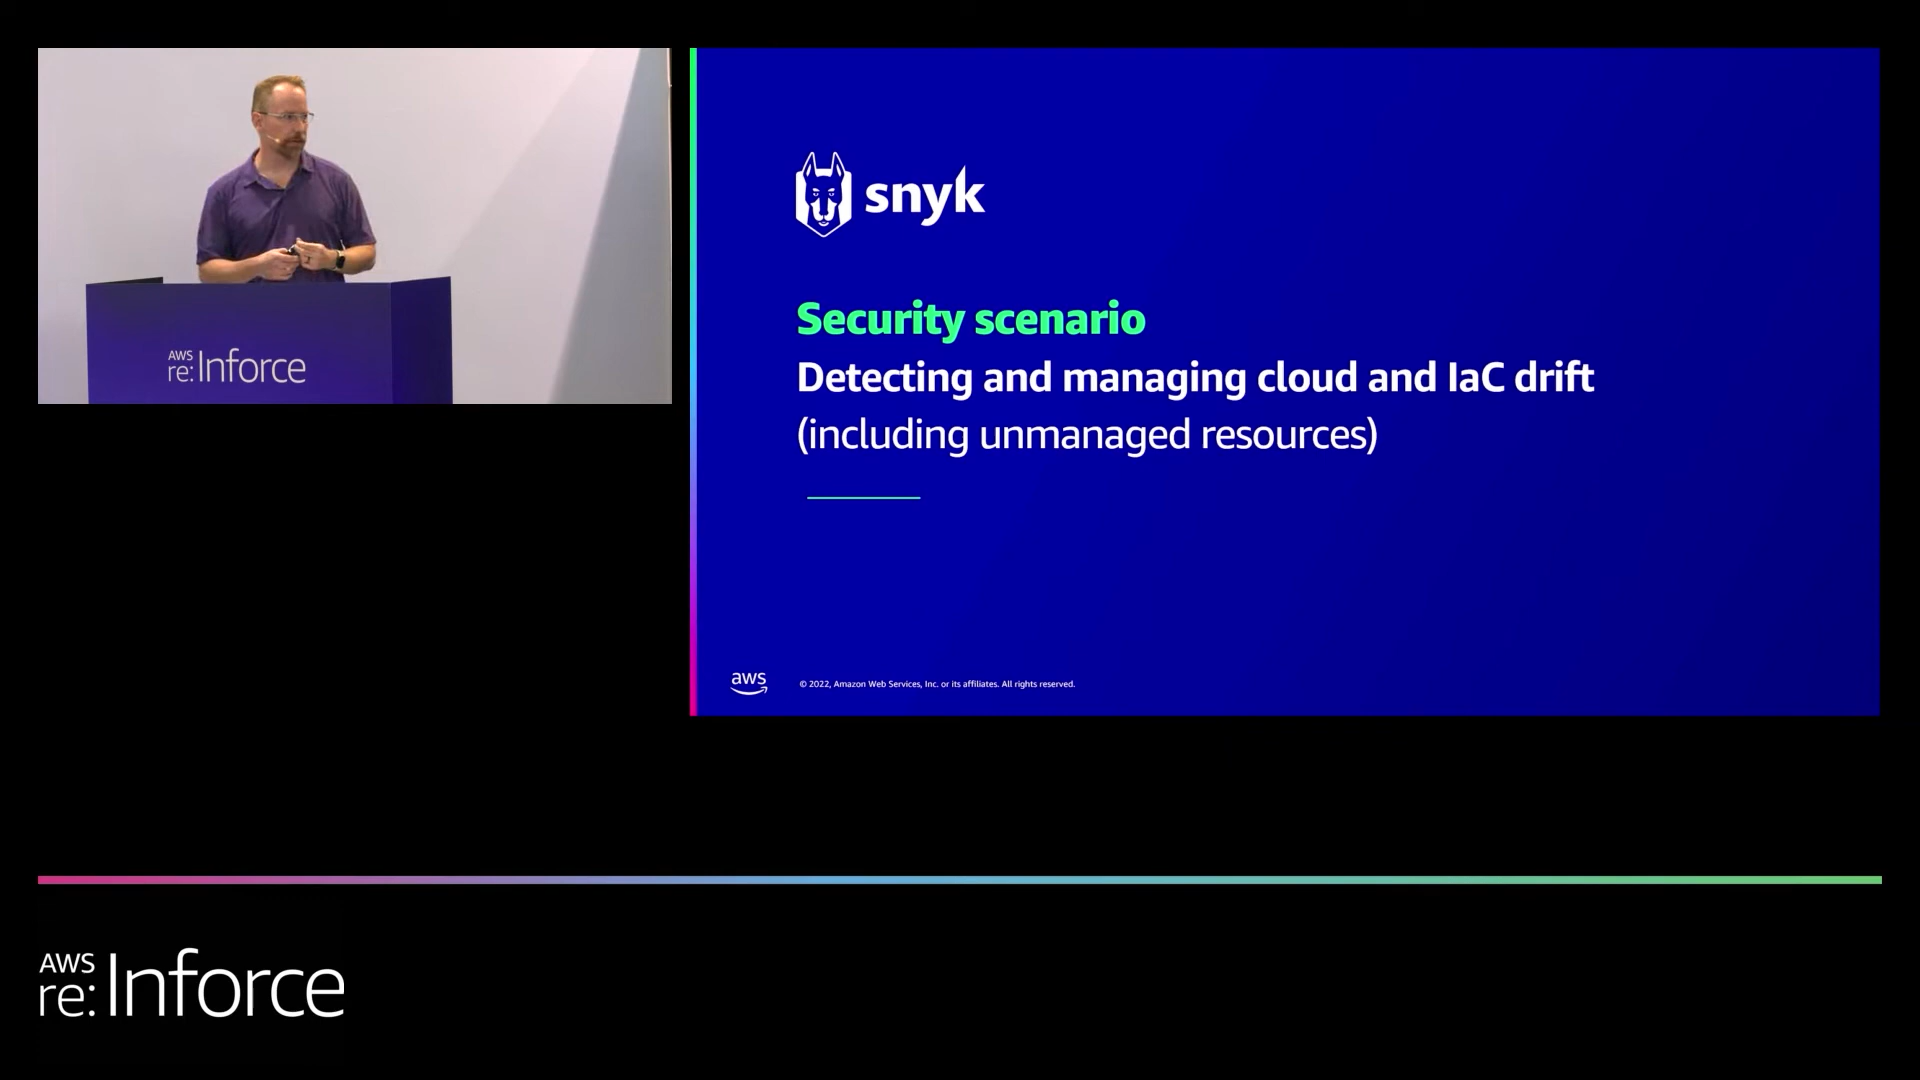 AWS
re:Inforce
snyk
Security scenario
Detecting and managing cloud and IaC drift
(including unmanaged resources)
aws
© 2022, Amazon Web Services, Inc. or its affiliates. All rights reserved.
AWS
re:Inforce